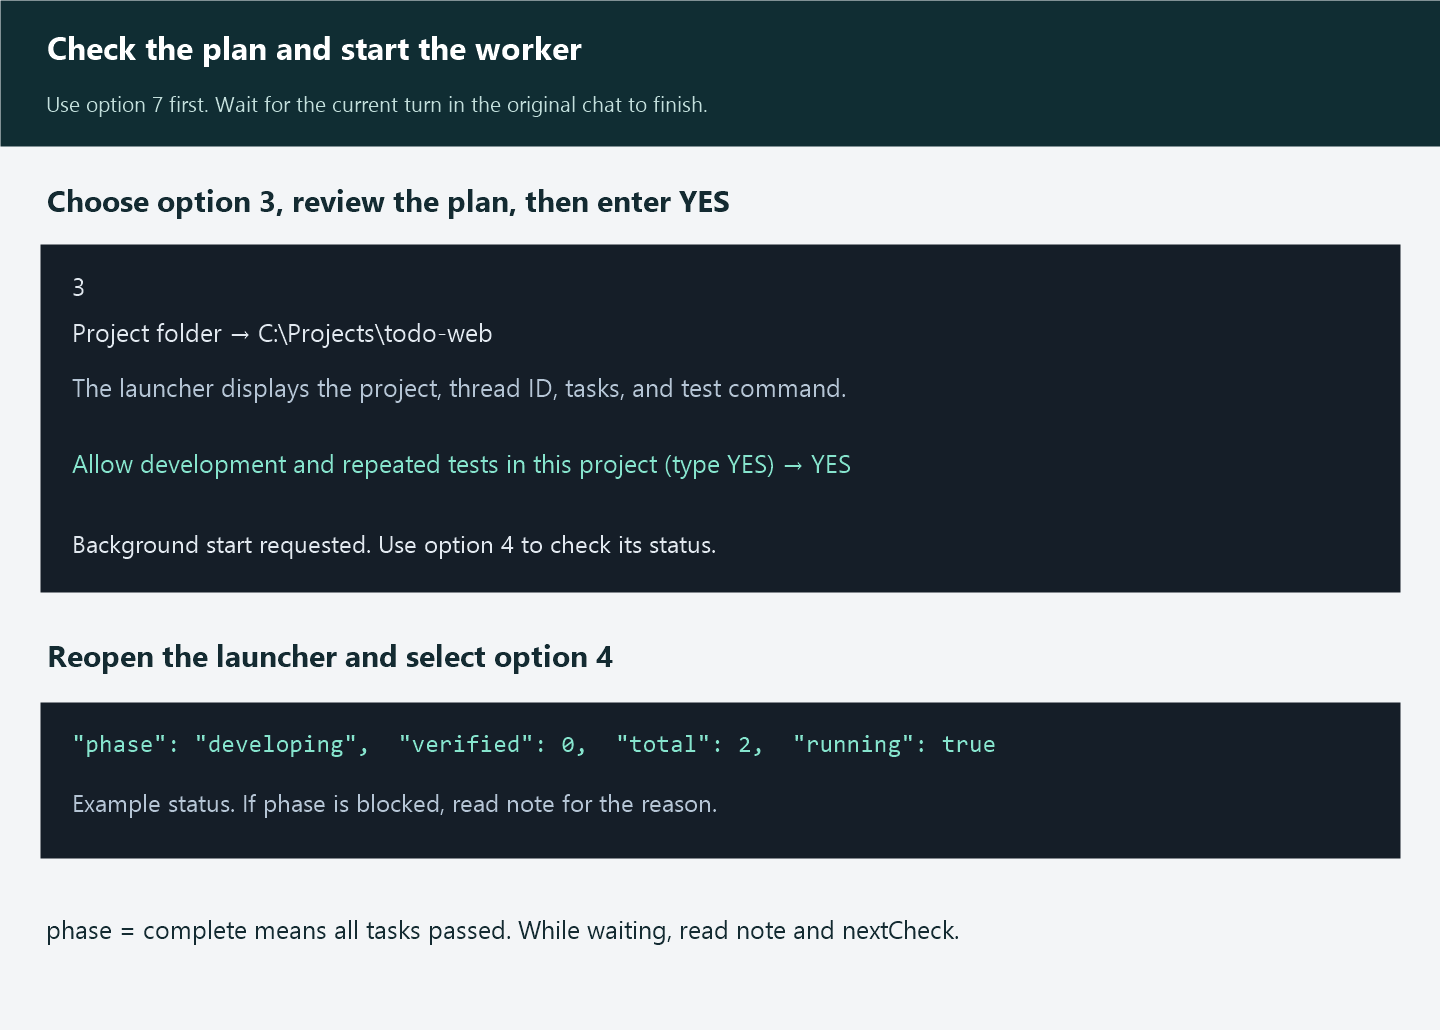 Check the plan and start the worker
Use option 7 first. Wait for the current turn in the original chat to finish.
Choose option 3, review the plan, then enter YES
3
Project folder → C:\Projects\todo-web
The launcher displays the project, thread ID, tasks, and test command.
Allow development and repeated tests in this project (type YES) → YES
Background start requested. Use option 4 to check its status.
Reopen the launcher and select option 4
"phase": "developing",  "verified": 0,  "total": 2,  "running": true
Example status. If phase is blocked, read note for the reason.
phase = complete means all tasks passed. While waiting, read note and nextCheck.